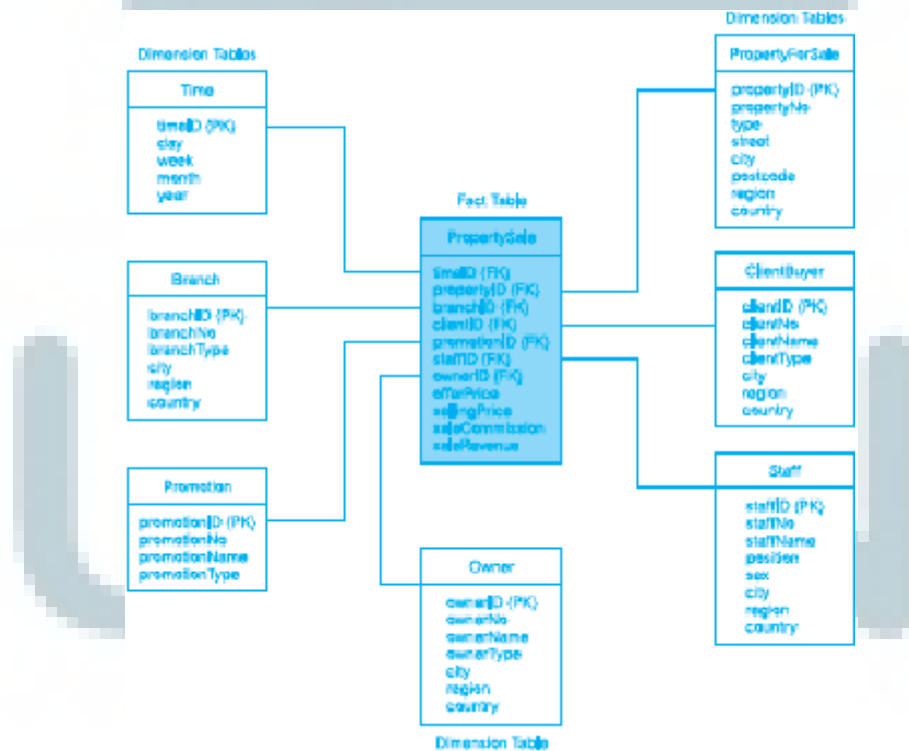 Dimension Tables
Time
timeID {PK}
day
week
month
year
Branch
branchID {PK}
branchNo
branchType
city
region
country
Promotion
promotionID {PK}
promotionNo
promotionName
promotionType
Fact Table
PropertySale
timeID {FK}
propertyID {FK}
branchID {FK}
clientID {FK}
promotionID {FK}
staffID {FK}
ownerID {FK}
offerPrice
sellingPrice
saleCommission
saleRevenue
Owner
ownerID {PK}
ownerNo
ownerName
ownerType
city
region
country
Dimension Table
Dimension Tables
PropertyForSale
propertyID {PK}
propertyNo
type
street
city
postcode
region
country
ClientBuyer
clientID {PK}
clientNo
clientName
clientType
city
region
country
Staff
staffID {PK}
staffNo
staffName
position
sex
city
region
country